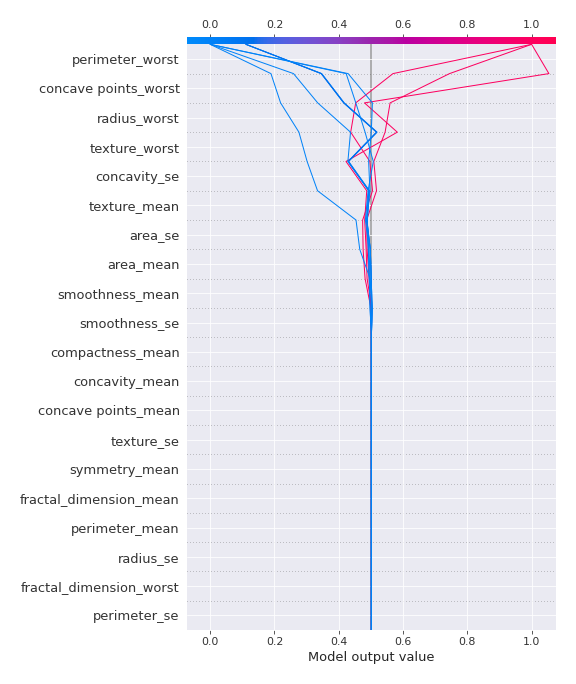 0.0 0.2 0.4 0.6 0.8 1.0
perimeter_worst
concave points_worst
radius_worst
texture_worst
concavity_se
texture_mean
area_se
area_mean
smoothness_mean
smoothness_se
compactness_mean
concavity_mean
concave points_mean
texture_se
symmetry_mean
fractal_dimension_mean
perimeter_mean
radius_se
fractal_dimension_worst
perimeter_se
0.0 0.2 0.4 0.6 0.8 1.0
Model output value